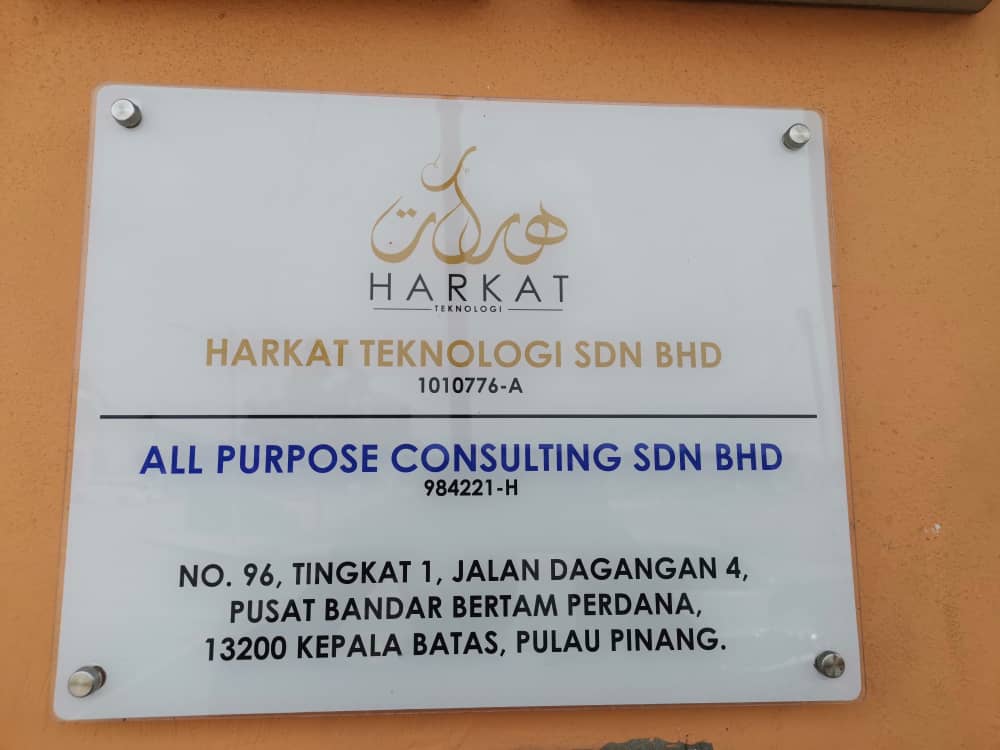 HARKAT
TEKNOLOGI
HARKAT TEKNOLOGI SDN BHD
1010776-A
ALL PURPOSE CONSULTING SDN BHD
984221-H
NO. 96, TINGKAT 1, JALAN DAGANGAN 4,
PUSAT BANDAR BERTAM PERDANA,
13200 KEPALA BATAS, PULAU PINANG.